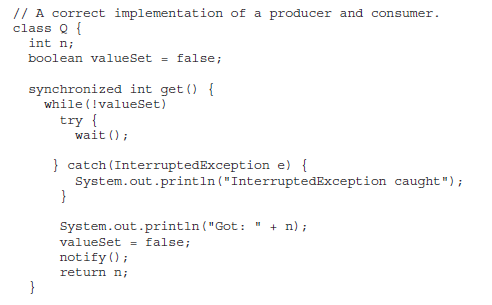 // A correct implementation of a producer and consumer.
class Q {
  int n;
  boolean valueSet = false;

  synchronized int get() {
    while(!valueSet)
      try {
        wait();

     } catch(InterruptedException e) {
        System.out.println("InterruptedException caught");
      }

      System.out.println("Got: " + n);
      valueSet = false;
      notify();
      return n;
  }